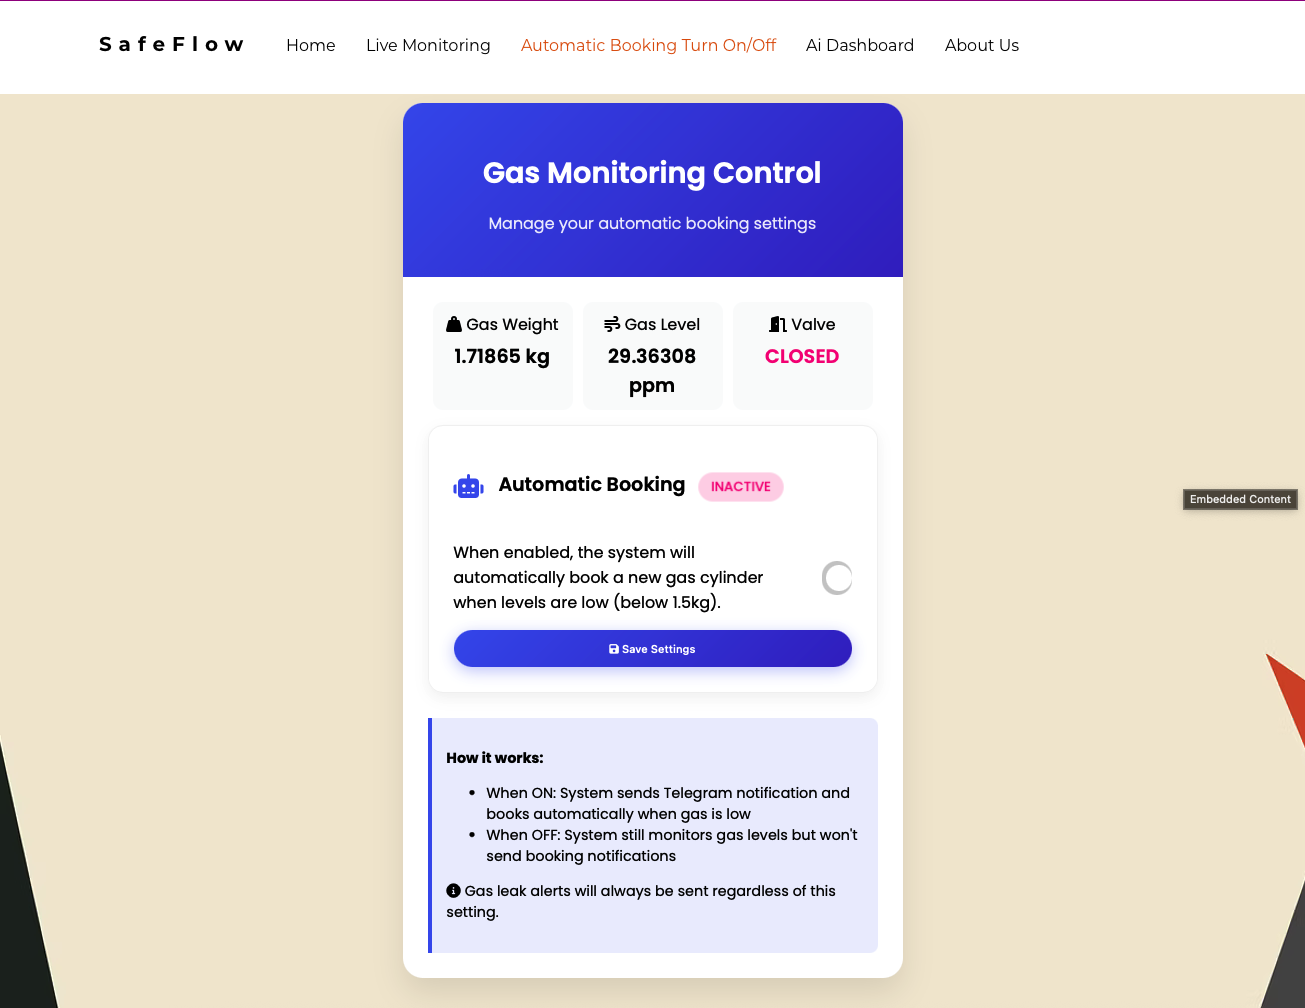 SafeFlow
Home
Live Monitoring
Automatic Booking Turn On/Off
Ai Dashboard
About Us
Gas Monitoring Control
Manage your automatic booking settings
Gas Weight
1.71865 kg
Gas Level
29.36308
ppm
Valve
CLOSED
Automatic Booking
INACTIVE
When enabled, the system will
automatically book a new gas cylinder
when levels are low (below 1.5kg).
Save Settings
Embedded Content
How it works:
• When ON: System sends Telegram notification and
books automatically when gas is low
• When OFF: System still monitors gas levels but won't
send booking notifications
Gas leak alerts will always be sent regardless of this
setting.